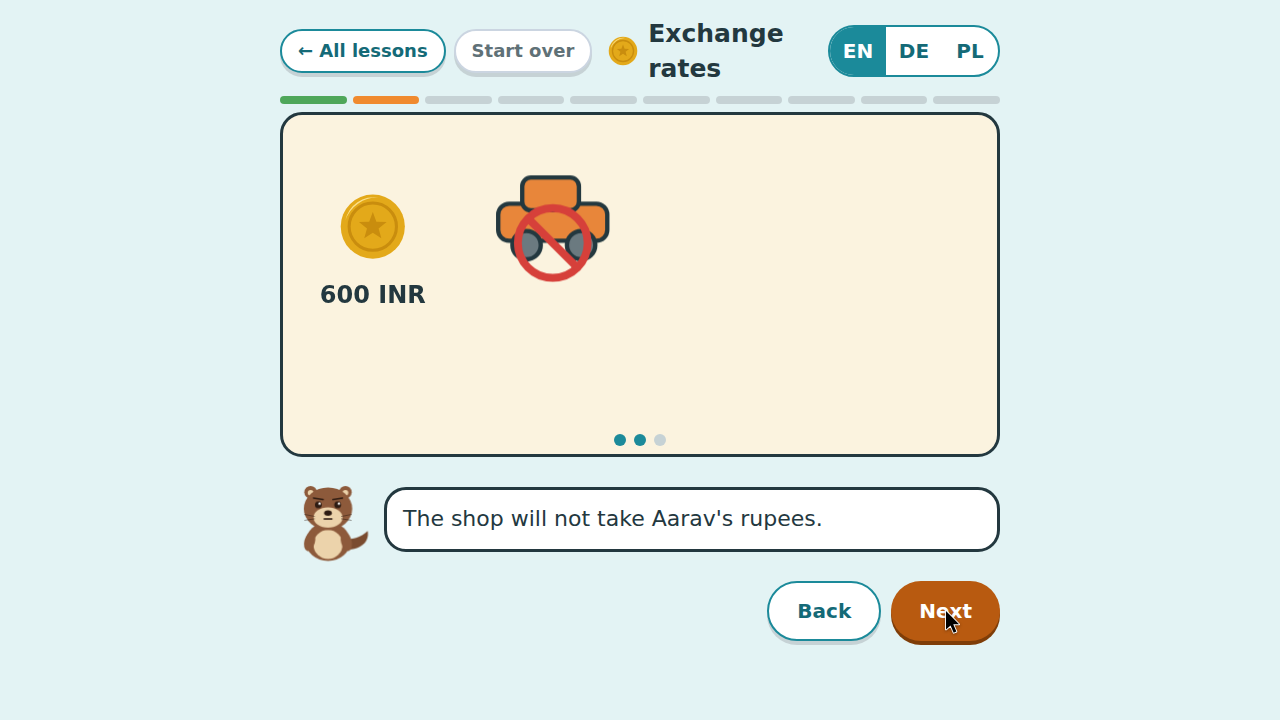 ← All lessons
Start over
Exchange
rates
EN
DE
PL
600 INR
The shop will not take Aarav's rupees.
Back
Next